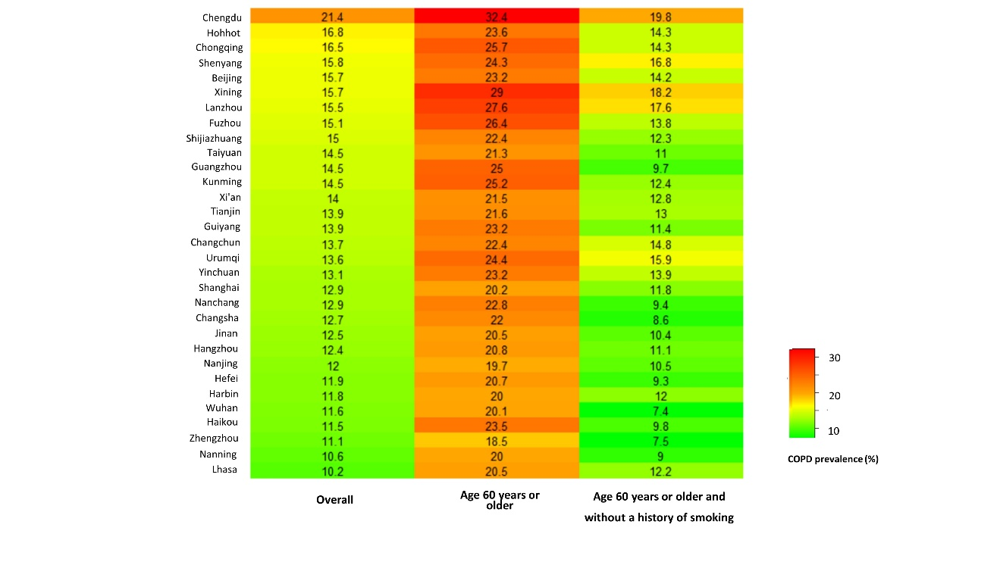 Chengdu 21.4 32.4 19.8
Hohhot 16.8 23.6 14.3
Chongqing 16.5 25.7 14.3
Shenyang 15.8 24.3 16.8
Beijing 15.7 23.2 14.2
Xining 15.7 29 18.2
Lanzhou 15.5 27.6 17.6
Fuzhou 15.1 26.4 13.8
Shijiazhuang 15 22.4 12.3
Taiyuan 14.5 21.3 11
Guangzhou 14.5 25 9.7
Kunming 14.5 25.2 12.4
Xi'an 14 21.5 12.8
Tianjin 13.9 21.6 13
Guiyang 13.9 23.2 11.4
Changchun 13.7 22.4 14.8
Urumqi 13.6 24.4 15.9
Yinchuan 13.1 23.2 13.9
Shanghai 12.9 20.2 11.8
Nanchang 12.9 22.8 9.4
Changsha 12.7 22 8.6
Jinan 12.5 20.5 10.4
Hangzhou 12.4 20.8 11.1
Nanjing 12 19.7 10.5
Hefei 11.9 20.7 9.3
Harbin 11.8 20 12
Wuhan 11.6 20.1 7.4
Haikou 11.5 23.5 9.8
Zhengzhou 11.1 18.5 7.5
Nanning 10.6 20 9
Lhasa 10.2 20.5 12.2
Overall
Age 60 years or
older
Age 60 years or older and
without a history of smoking
30
20
10
COPD prevalence (%)